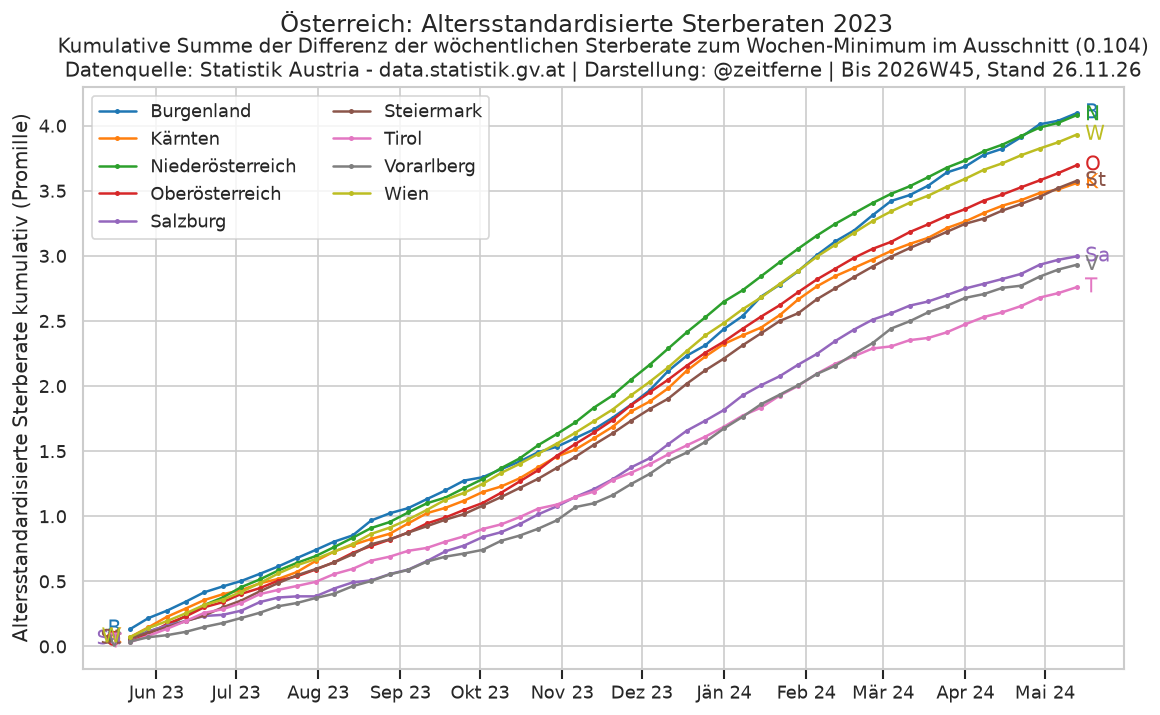 Österreich: Altersstandardisierte Sterberaten 2023
Kumulative Summe der Differenz der wöchentlichen Sterberate zum Wochen-Minimum im Ausschnitt (0.104)
Datenquelle: Statistik Austria - data.statistik.gv.at | Darstellung: @zeitferne | Bis 2026W45, Stand 26.11.26
Altersstandardisierte Sterberate kumulativ (Promille)
Burgenland
Kärnten
Niederösterreich
Oberösterreich
Salzburg
Steiermark
Tirol
Vorarlberg
Wien
4.0
3.5
3.0
2.5
2.0
1.5
1.0
0.5
0.0
B
N
W
O
St
Sa
V
T
B
W
Jun 23
Jul 23
Aug 23
Sep 23
Okt 23
Nov 23
Dez 23
Jän 24
Feb 24
Mär 24
Apr 24
Mai 24